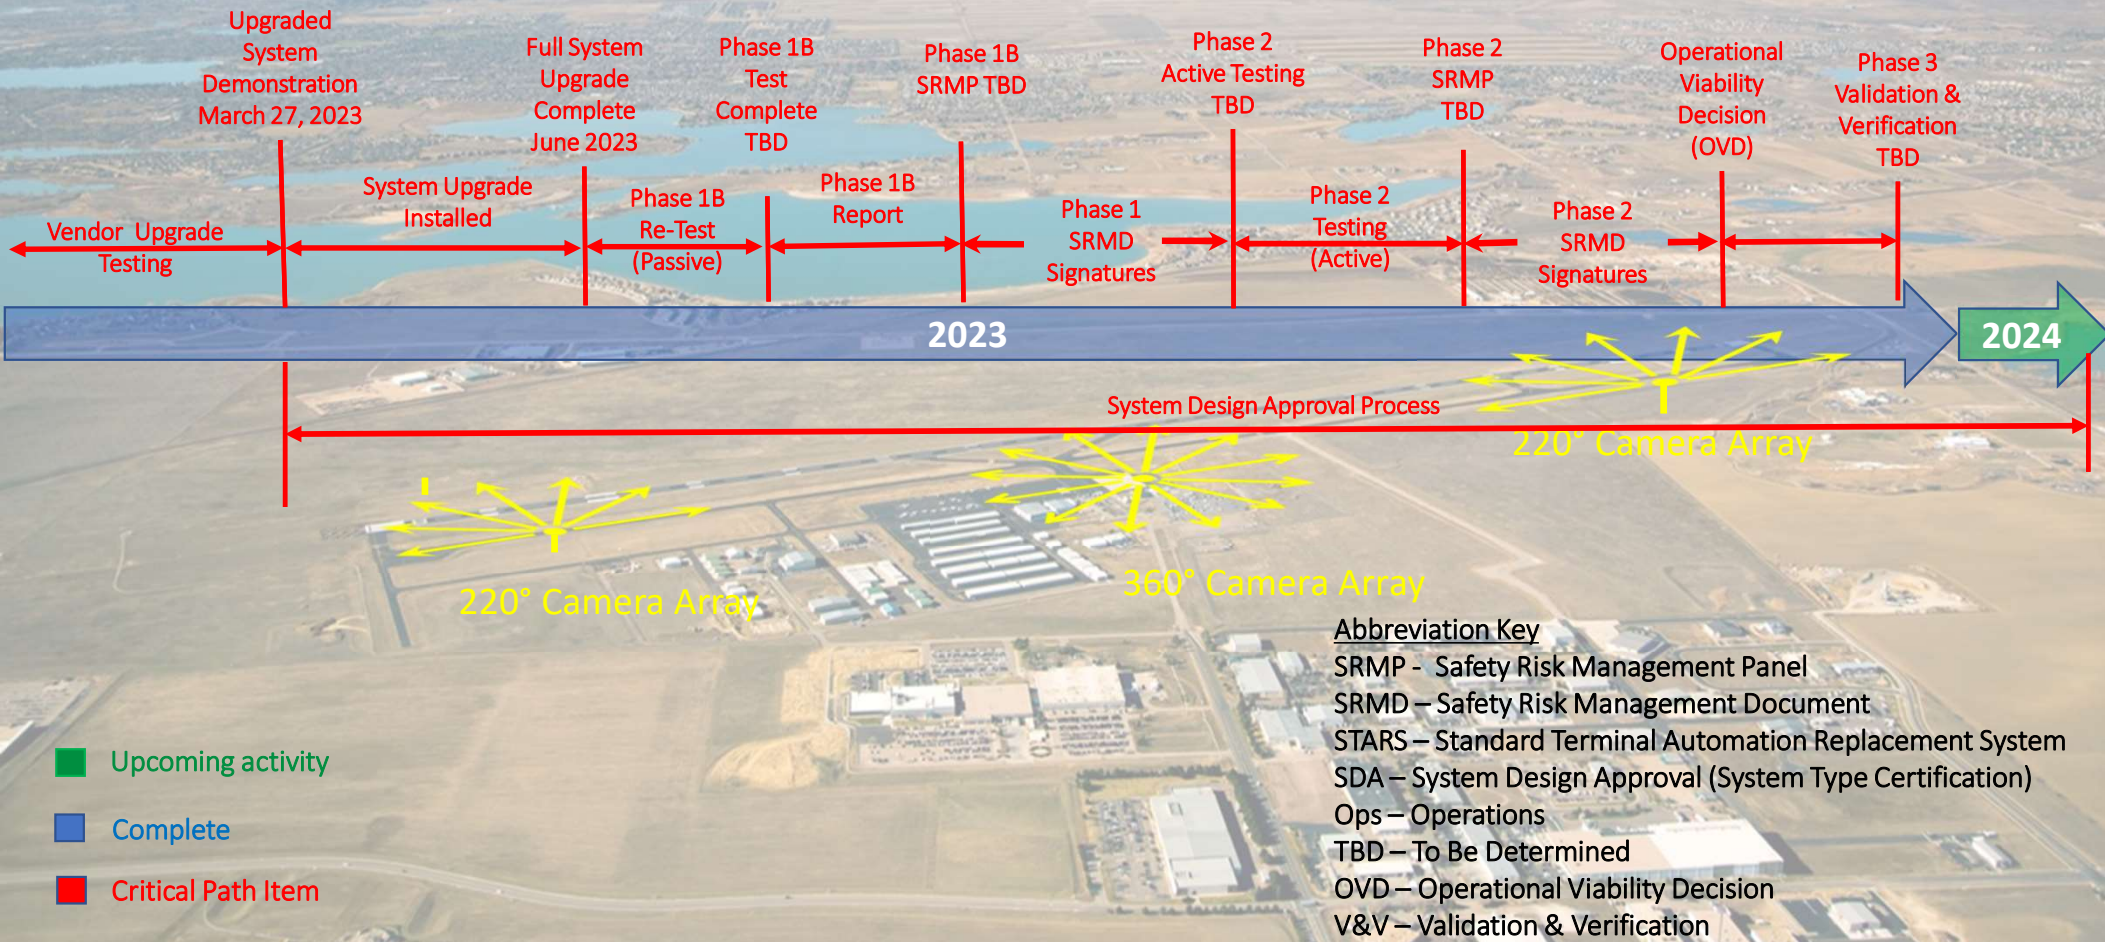 Upgraded
System
Demonstration
March 27, 2023
Full System
Upgrade
Complete
June 2023
Phase 1B
Test
Complete
TBD
Phase 1B
SRMP TBD
Phase 2
Active Testing
TBD
Phase 2
SRMP
TBD
Operational
Viability
Decision
(OVD)
Phase 3
Validation &
Verification
TBD
Vendor Upgrade
Testing
System Upgrade
Installed
Phase 1B
Re-Test
(Passive)
Phase 1B
Report
Phase 1
SRMD
Signatures
Phase 2
Testing
(Active)
Phase 2
SRMD
Signatures
2023
2024
System Design Approval Process
220° Camera Array
360° Camera Array
220° Camera Array
Abbreviation Key
SRMP - Safety Risk Management Panel
SRMD – Safety Risk Management Document
STARS – Standard Terminal Automation Replacement System
SDA – System Design Approval (System Type Certification)
Ops – Operations
TBD – To Be Determined
OVD – Operational Viability Decision
V&V – Validation & Verification
Upcoming activity
Complete
Critical Path Item